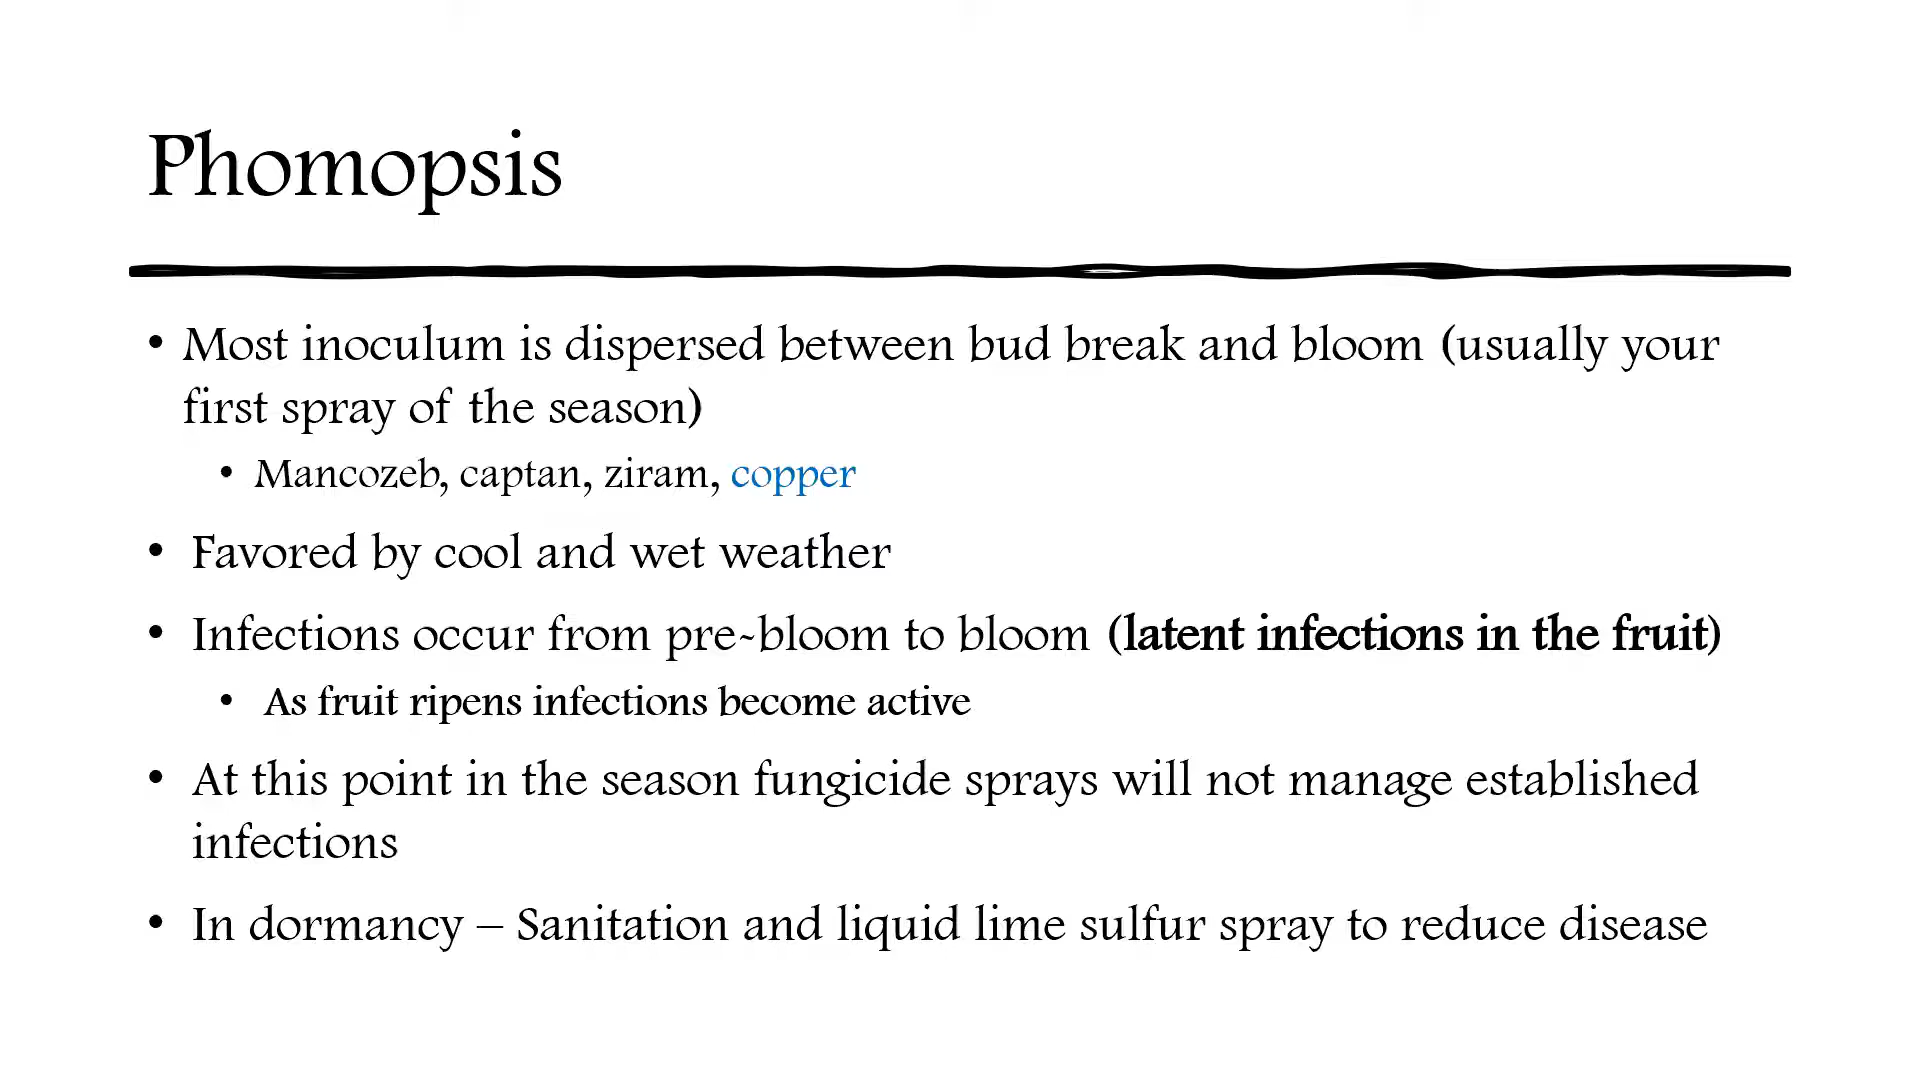 Phomopsis
• Most inoculum is dispersed between bud break and bloom (usually your
first spray of the season)
• Mancozeb, captan, ziram, copper
• Favored by cool and wet weather
• Infections occur from pre-bloom to bloom (latent infections in the fruit)
• As fruit ripens infections become active
• At this point in the season fungicide sprays will not manage established
infections
• In dormancy – Sanitation and liquid lime sulfur spray to reduce disease